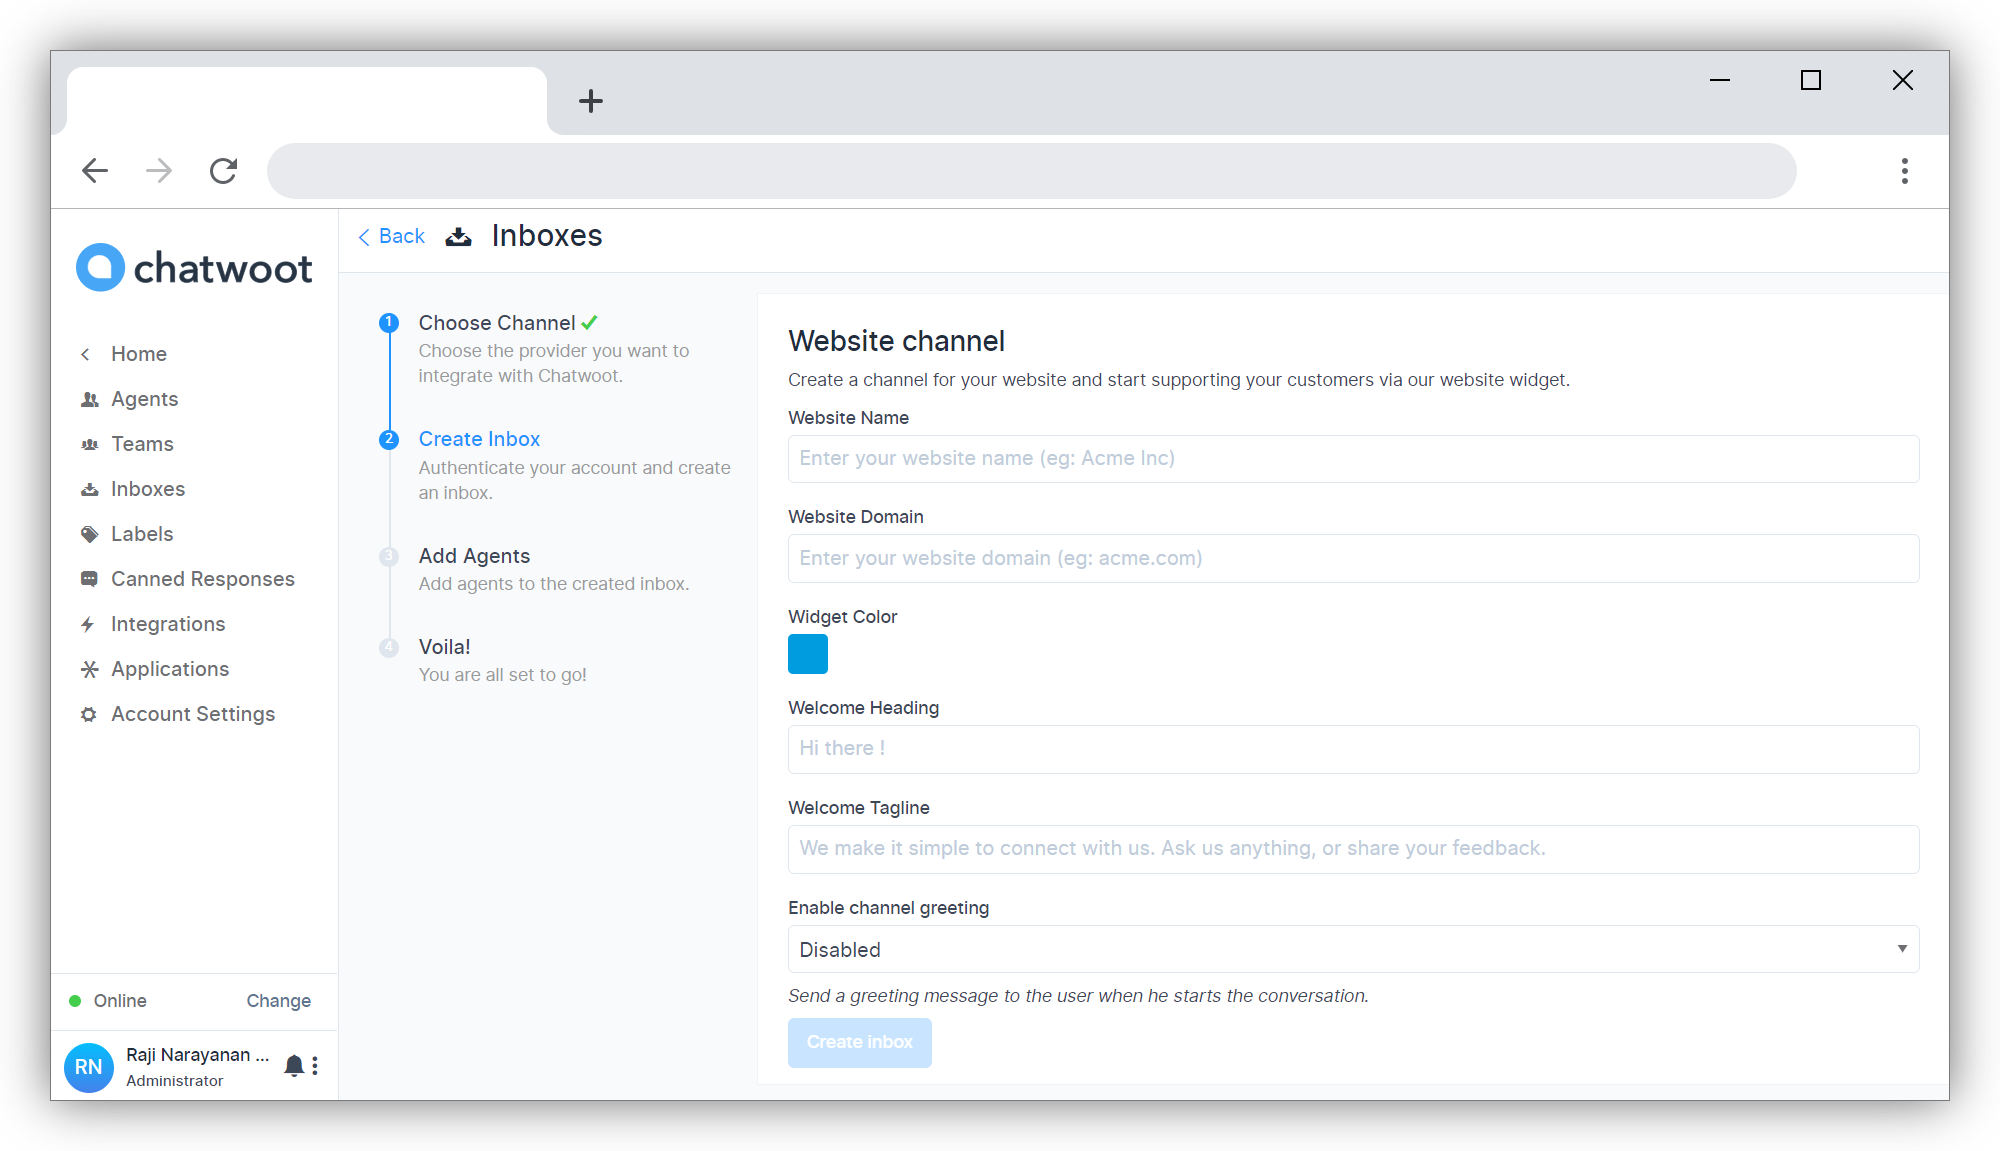 chatwoot
Home
Agents
Teams
Inboxes
Labels
Canned Responses
Integrations
Applications
Account Settings
Online Change
RN
Raji Narayanan ...
Administrator
Back Inboxes
1 Choose Channel
Choose the provider you want to
integrate with Chatwoot.
2 Create Inbox
Authenticate your account and create
an inbox.
3 Add Agents
Add agents to the created inbox.
4 Voila!
You are all set to go!
Website channel
Create a channel for your website and start supporting your customers via our website widget.
Website Name
Enter your website name (eg: Acme Inc)
Website Domain
Enter your website domain (eg: acme.com)
Widget Color
Welcome Heading
Hi there !
Welcome Tagline
We make it simple to connect with us. Ask us anything, or share your feedback.
Enable channel greeting
Disabled
Send a greeting message to the user when he starts the conversation.
Create inbox